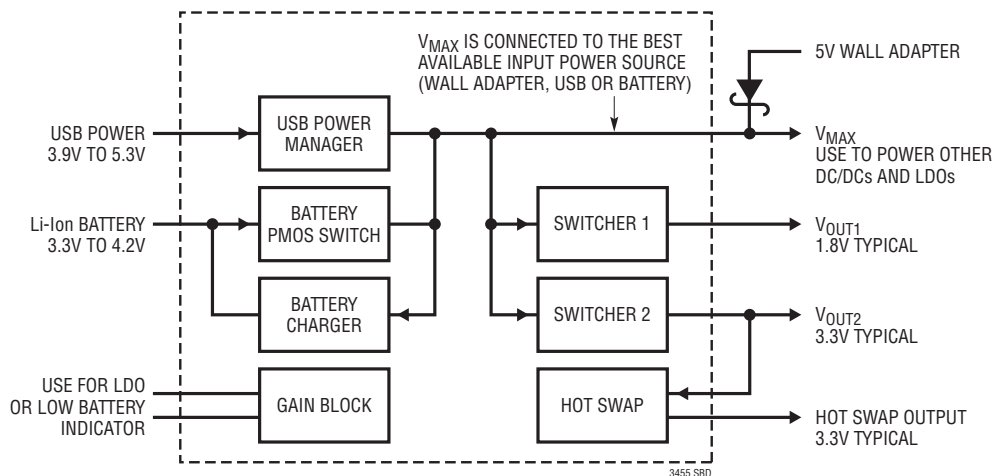 V_MAX IS CONNECTED TO THE BEST
AVAILABLE INPUT POWER SOURCE
(WALL ADAPTER, USB OR BATTERY)
5V WALL ADAPTER
USB POWER
3.9V TO 5.3V
USB POWER
MANAGER
V_MAX
USE TO POWER OTHER
DC/DCs AND LDOs
Li-Ion BATTERY
3.3V TO 4.2V
BATTERY
PMOS SWITCH
SWITCHER 1
V_OUT1
1.8V TYPICAL
BATTERY
CHARGER
SWITCHER 2
V_OUT2
3.3V TYPICAL
USE FOR LDO
OR LOW BATTERY
INDICATOR
GAIN BLOCK
HOT SWAP
HOT SWAP OUTPUT
3.3V TYPICAL
3455 SBD